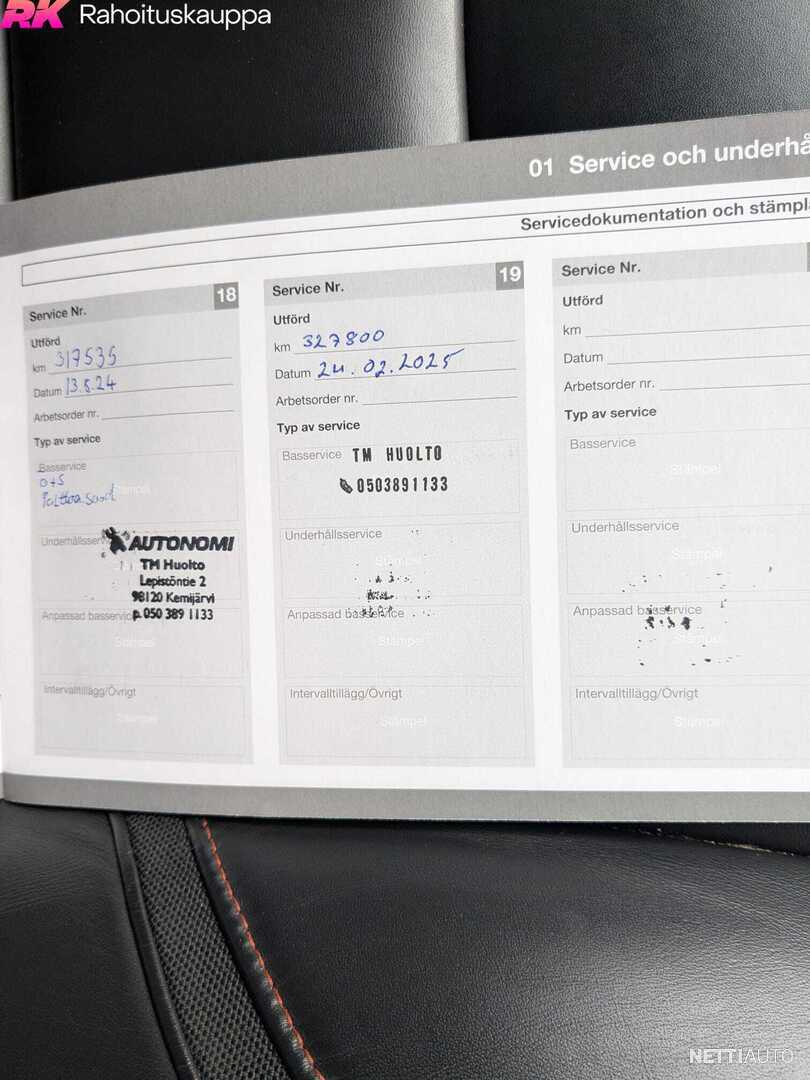 RK Rahoituskauppa
01 Service och underhå
Servicedokumentation och stämpl
Service Nr. 18
Utförd
km 317535
Datum 13.8.24
Arbetsorder nr.
Typ av service
Basservice
Stämpel
Underhållsservice
AUTONOMI
TM Huolto
Lepistöntie 2
98120 Kemijärvi
p. 050 389 1133
Anpassad basservice
Stämpel
Intervalltillägg/Övrigt
Stämpel
Service Nr. 19
Utförd
km 327800
Datum 24.02.2025
Arbetsorder nr.
Typ av service
Basservice TM HUOLTO
0503891133
Underhållsservice
Stämpel
Anpassad basservice
Stämpel
Intervalltillägg/Övrigt
Stämpel
Service Nr.
Utförd
km
Datum
Arbetsorder nr.
Typ av service
Basservice
Stämpel
Underhållsservice
Stämpel
Anpassad basservice
Stämpel
Intervalltillägg/Övrigt
Stämpel
NETTIAUTO